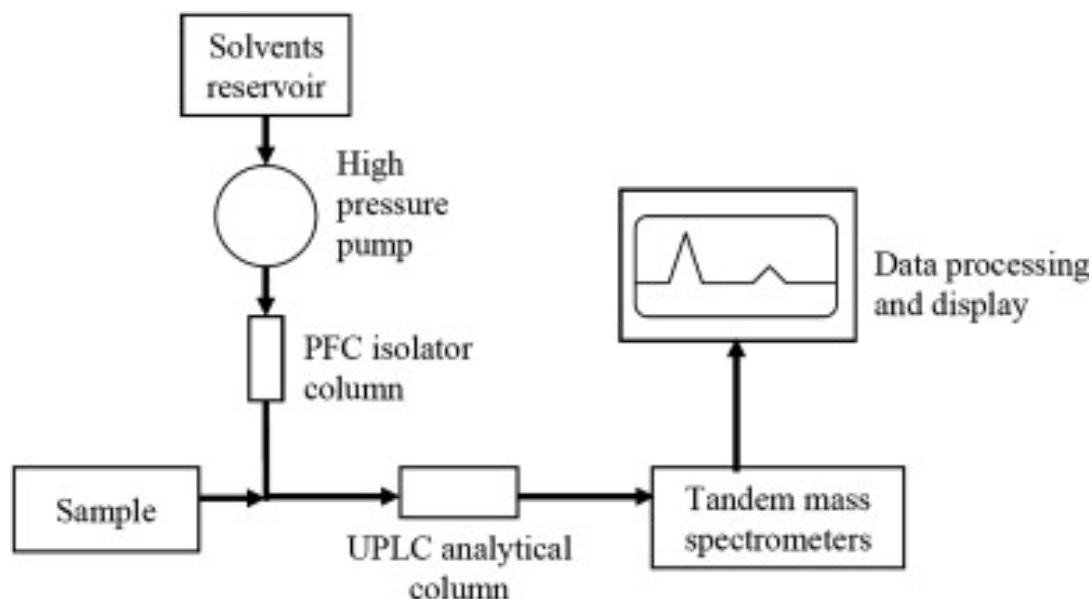 Solvents
reservoir
High
pressure
pump
PFC isolator
column
Data processing
and display
Sample
UPLC analytical
column
Tandem mass
spectrometers